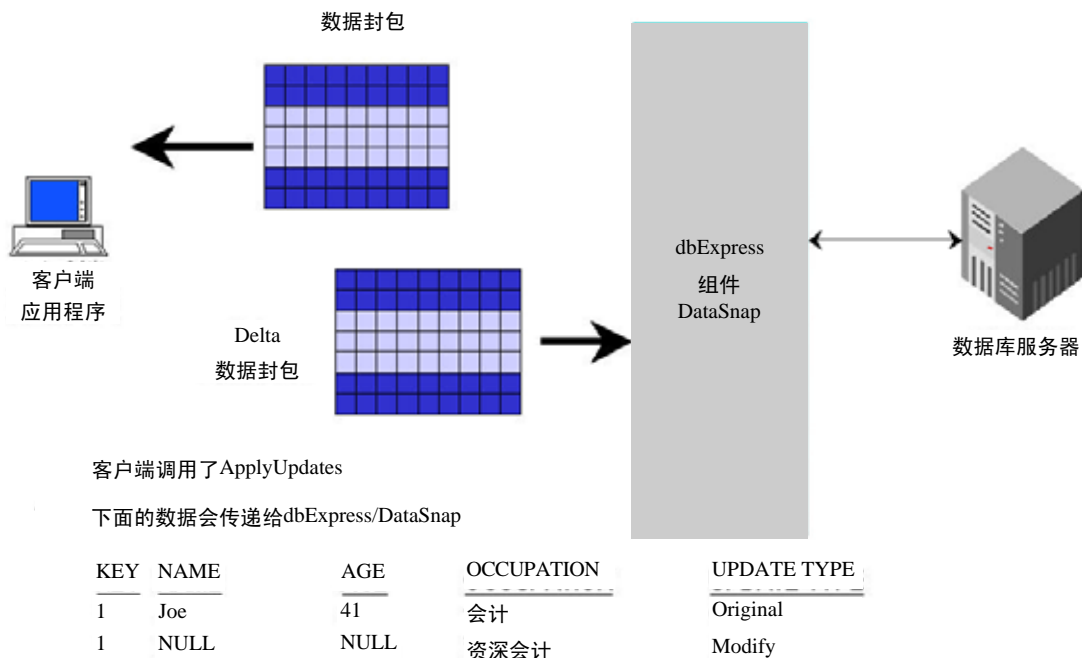 数据封包
客户端
应用程序
Delta
数据封包
dbExpress
组件
DataSnap
数据库服务器
客户端调用了ApplyUpdates
下面的数据会传递给dbExpress/DataSnap
KEY NAME AGE OCCUPATION UPDATE TYPE
1 Joe 41 会计 Original
1 NULL NULL 资深会计 Modify